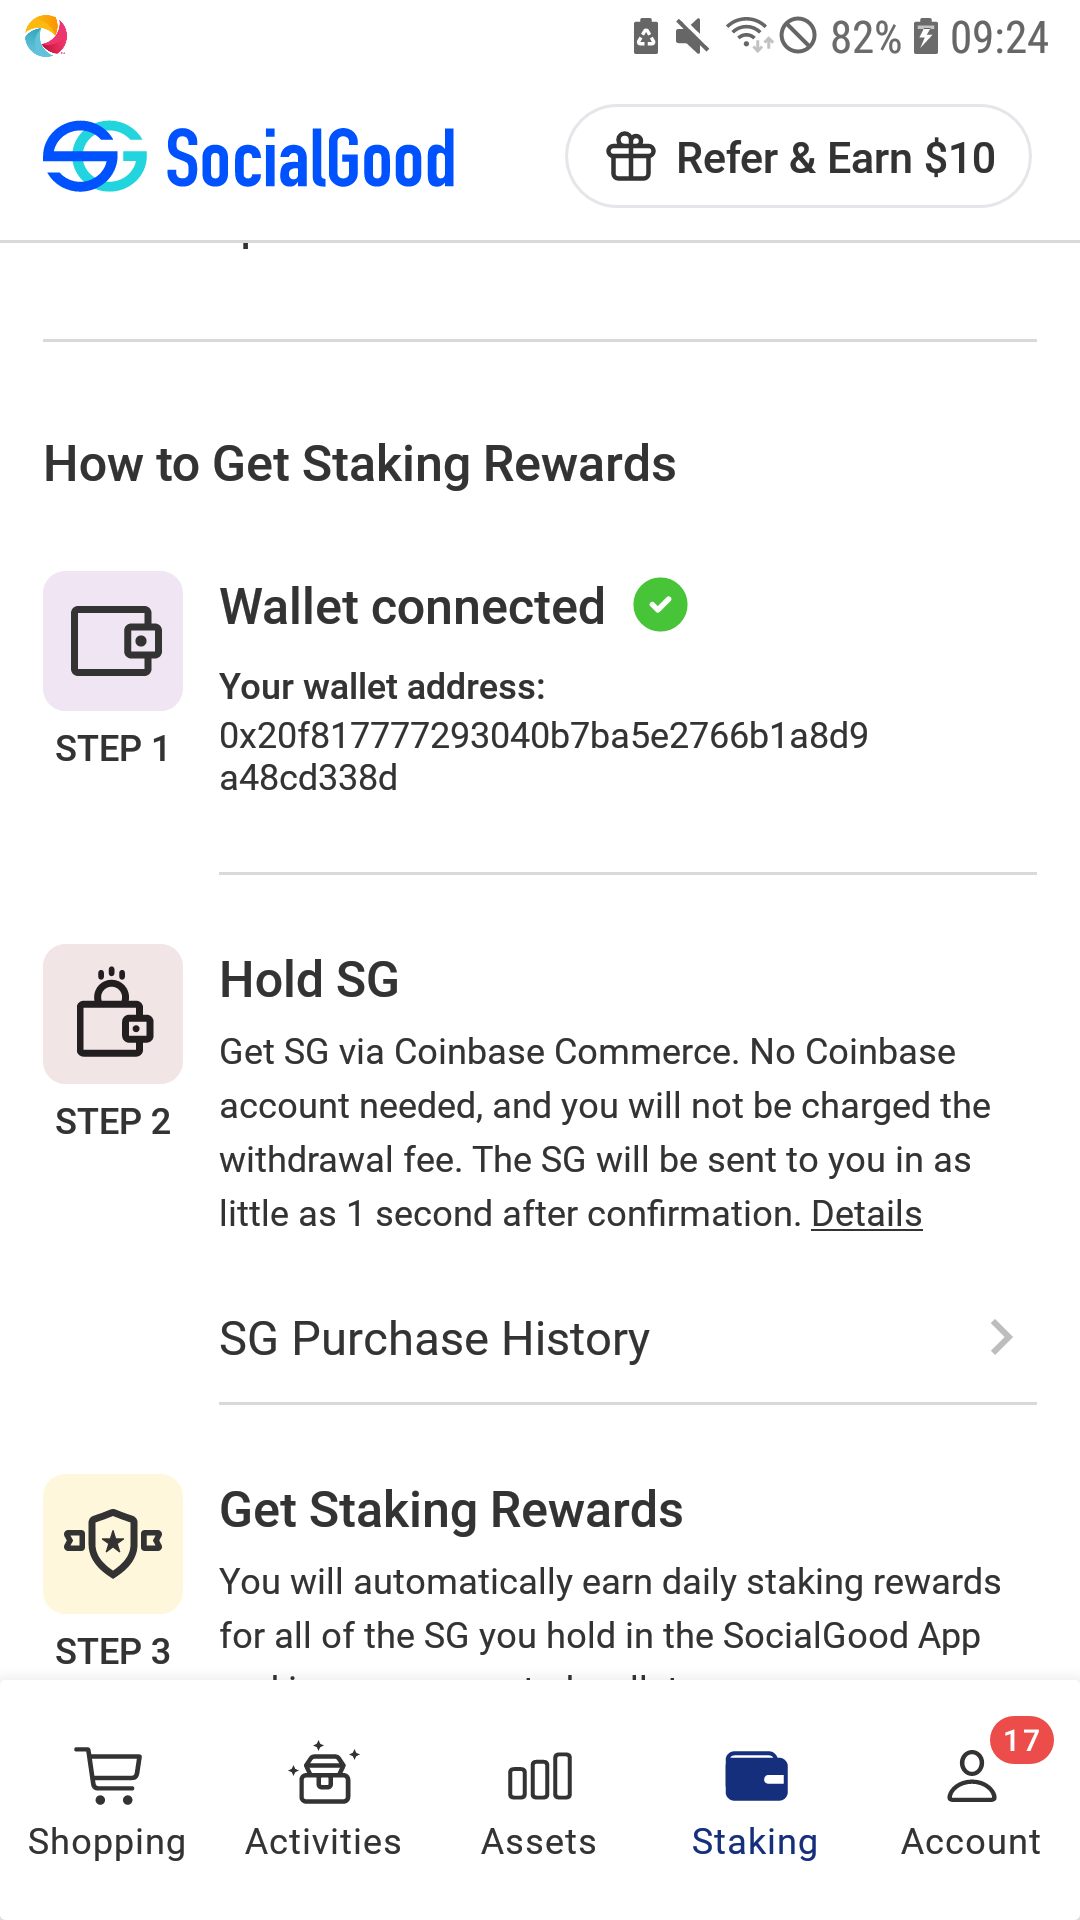 82% 09:24
SocialGood
Refer & Earn $10
How to Get Staking Rewards
Wallet connected
Your wallet address:
0x20f817777293040b7ba5e2766b1a8d9
a48cd338d
STEP 1
Hold SG
Get SG via Coinbase Commerce. No Coinbase
account needed, and you will not be charged the
withdrawal fee. The SG will be sent to you in as
little as 1 second after confirmation. Details
STEP 2
SG Purchase History
Get Staking Rewards
You will automatically earn daily staking rewards
for all of the SG you hold in the SocialGood App
STEP 3
17
Shopping
Activities
Assets
Staking
Account